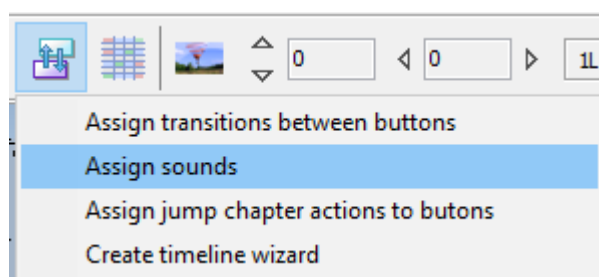 0 0 1L
Assign transitions between buttons
Assign sounds
Assign jump chapter actions to butons
Create timeline wizard